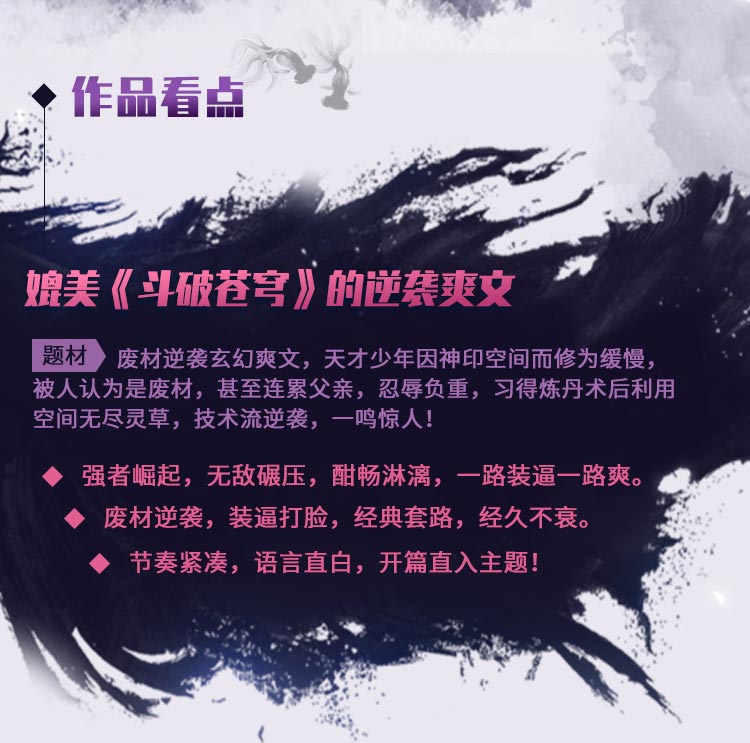 作品看点
媲美《斗破苍穹》的逆袭爽文
题材 废材逆袭玄幻爽文，天才少年因神印空间而修为缓慢，
被人认为是废材，甚至连累父亲，忍辱负重，习得炼丹术后利用
空间无尽灵草，技术流逆袭，一鸣惊人！
强者崛起，无敌碾压，酣畅淋漓，一路装逼一路爽。
废材逆袭，装逼打脸，经典套路，经久不衰。
节奏紧凑，语言直白，开篇直入主题！